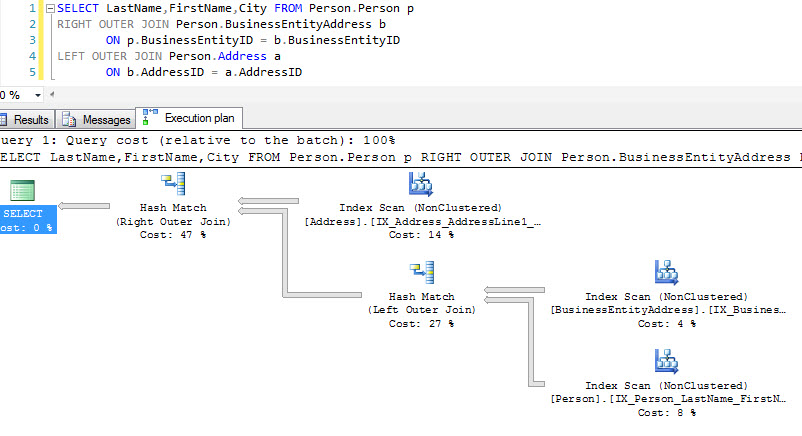 1 SELECT LastName,FirstName,City FROM Person.Person p
2 RIGHT OUTER JOIN Person.BusinessEntityAddress b
3 ON p.BusinessEntityID = b.BusinessEntityID
4 LEFT OUTER JOIN Person.Address a
5 ON b.AddressID = a.AddressID
0 %
Results Messages Execution plan
uery 1: Query cost (relative to the batch): 100%
ELECT LastName,FirstName,City FROM Person.Person p RIGHT OUTER JOIN Person.BusinessEntityAddress
SELECT
ost: 0 %
Hash Match
(Right Outer Join)
Cost: 47 %
Index Scan (NonClustered)
[Address].[IX_Address_AddressLine1_…
Cost: 14 %
Hash Match
(Left Outer Join)
Cost: 27 %
Index Scan (NonClustered)
[BusinessEntityAddress].[IX_Busines…
Cost: 4 %
Index Scan (NonClustered)
[Person].[IX_Person_LastName_FirstN…
Cost: 8 %